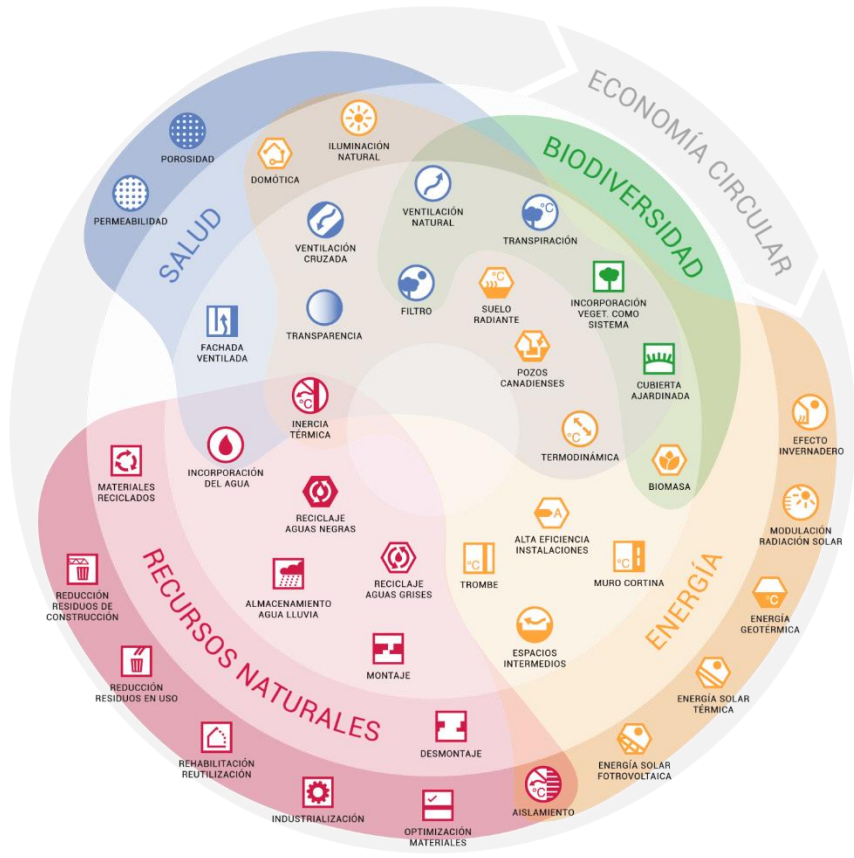 ECONOMÍA CIRCULAR
BIODIVERSIDAD
SALUD
ENERGÍA
RECURSOS NATURALES
POROSIDAD
PERMEABILIDAD
DOMÓTICA
ILUMINACIÓN
NATURAL
VENTILACIÓN
CRUZADA
VENTILACIÓN
NATURAL
TRANSPIRACIÓN
FACHADA
VENTILADA
TRANSPARENCIA
FILTRO
°C
SUELO
RADIANTE
INCORPORACIÓN
VEGET. COMO
SISTEMA
POZOS
CANADIENSES
CUBIERTA
AJARDINADA
°C
INERCIA
TÉRMICA
°C
TERMODINÁMICA
BIOMASA
°C
EFECTO
INVERNADERO
MATERIALES
RECICLADOS
INCORPORACIÓN
DEL AGUA
RECICLAJE
AGUAS NEGRAS
A
ALTA EFICIENCIA
INSTALACIONES
MODULACIÓN
RADIACIÓN SOLAR
REDUCCIÓN
RESIDUOS DE
CONSTRUCCIÓN
ALMACENAMIENTO
AGUA LLUVIA
RECICLAJE
AGUAS GRISES
°C
TROMBE
°C
MURO CORTINA
°C
ENERGÍA
GEOTÉRMICA
REDUCCIÓN
RESIDUOS EN USO
MONTAJE
ESPACIOS
INTERMEDIOS
ENERGÍA SOLAR
TÉRMICA
REHABILITACIÓN
REUTILIZACIÓN
DESMONTAJE
ENERGÍA SOLAR
FOTOVOLTAICA
INDUSTRIALIZACIÓN
OPTIMIZACIÓN
MATERIALES
°C
AISLAMIENTO